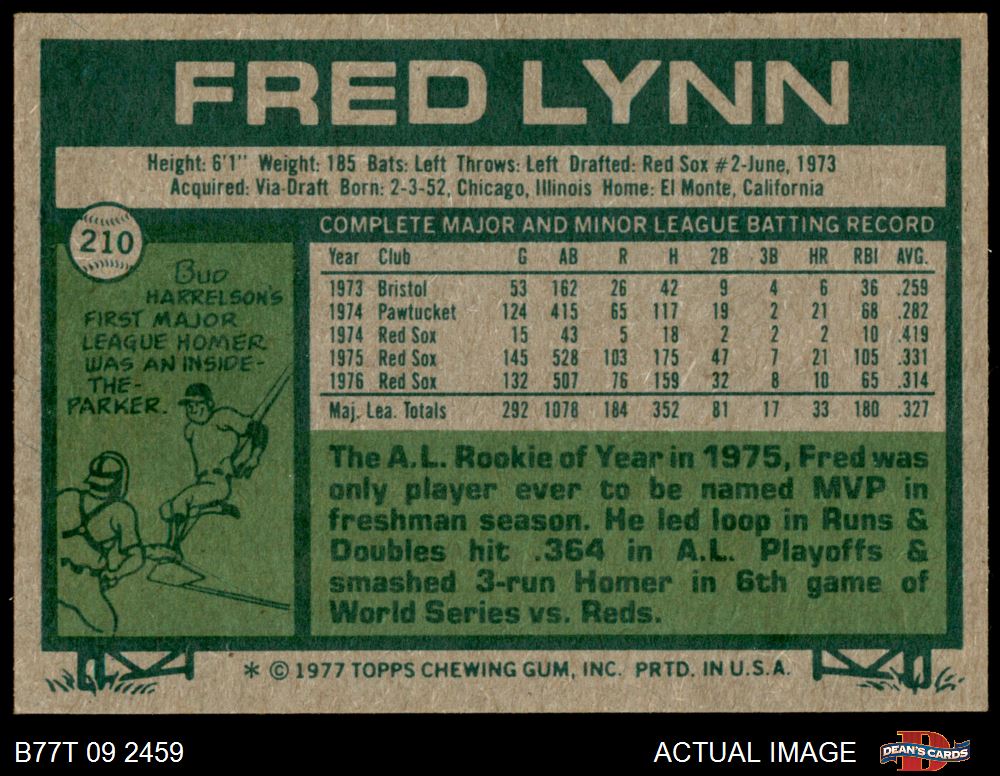 FRED LYNN
Height: 6'1" Weight: 185 Bats: Left Throws: Left Drafted: Red Sox #2-June, 1973
Acquired: Via-Draft Born: 2-3-52, Chicago, Illinois Home: El Monte, California
210
BUD
HARRELSON'S
FIRST MAJOR
LEAGUE HOMER
WAS AN INSIDE-
THE-
PARKER.
COMPLETE MAJOR AND MINOR LEAGUE BATTING RECORD
Year Club G AB R H 2B 3B HR RBI AVG.
1973 Bristol 53 162 26 42 9 4 6 36 .259
1974 Pawtucket 124 415 65 117 19 2 21 68 .282
1974 Red Sox 15 43 5 18 2 2 2 10 .419
1975 Red Sox 145 528 103 175 47 7 21 105 .331
1976 Red Sox 132 507 76 159 32 8 10 65 .314
Maj. Lea. Totals 292 1078 184 352 81 17 33 180 .327
The A.L. Rookie of Year in 1975, Fred was
only player ever to be named MVP in
freshman season. He led loop in Runs &
Doubles hit .364 in A.L. Playoffs &
smashed 3-run Homer in 6th game of
World Series vs. Reds.
* © 1977 TOPPS CHEWING GUM, INC. PRTD. IN U.S.A.
B77T 09 2459
ACTUAL IMAGE
D
DEAN'S CARDS